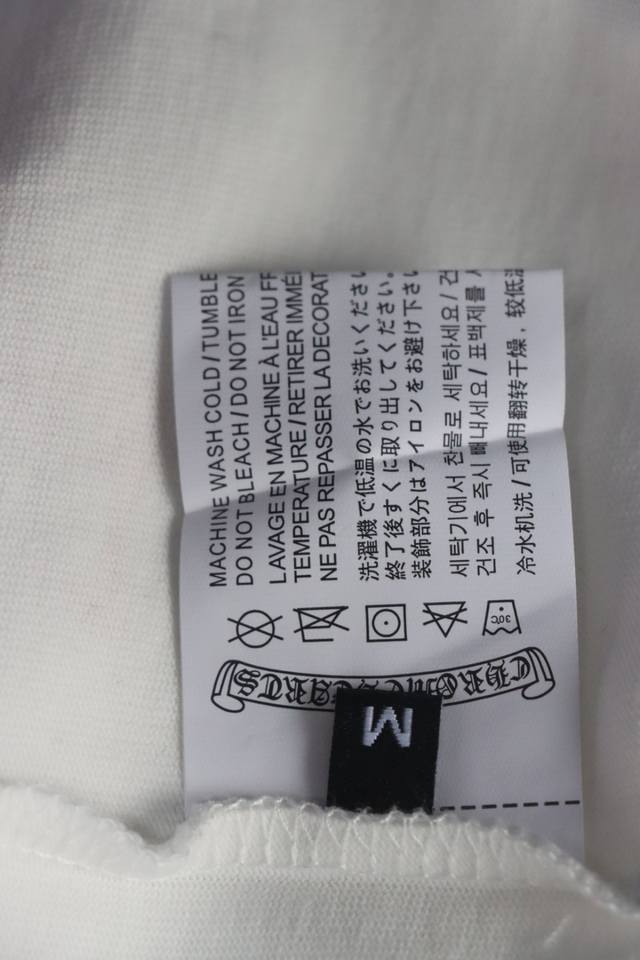 MACHINE WASH COLD / TUMBLE
DO NOT BLEACH / DO NOT IRON
LAVAGE EN MACHINE À L'EAU FR
TEMPERATURE / RETIRER IMMÉ
NE PAS REPASSER LA DECORAT
洗濯機で低温の水でお洗いくださ
終了後すぐに取り出してください。
装飾部分はアイロンをお避け下さい
세탁기에서 찬물로 세탁하세요 / 건
건조 후 즉시 빼내세요 / 표백제를
冷水机洗 / 可使用翻转干燥，较低
30°C
M